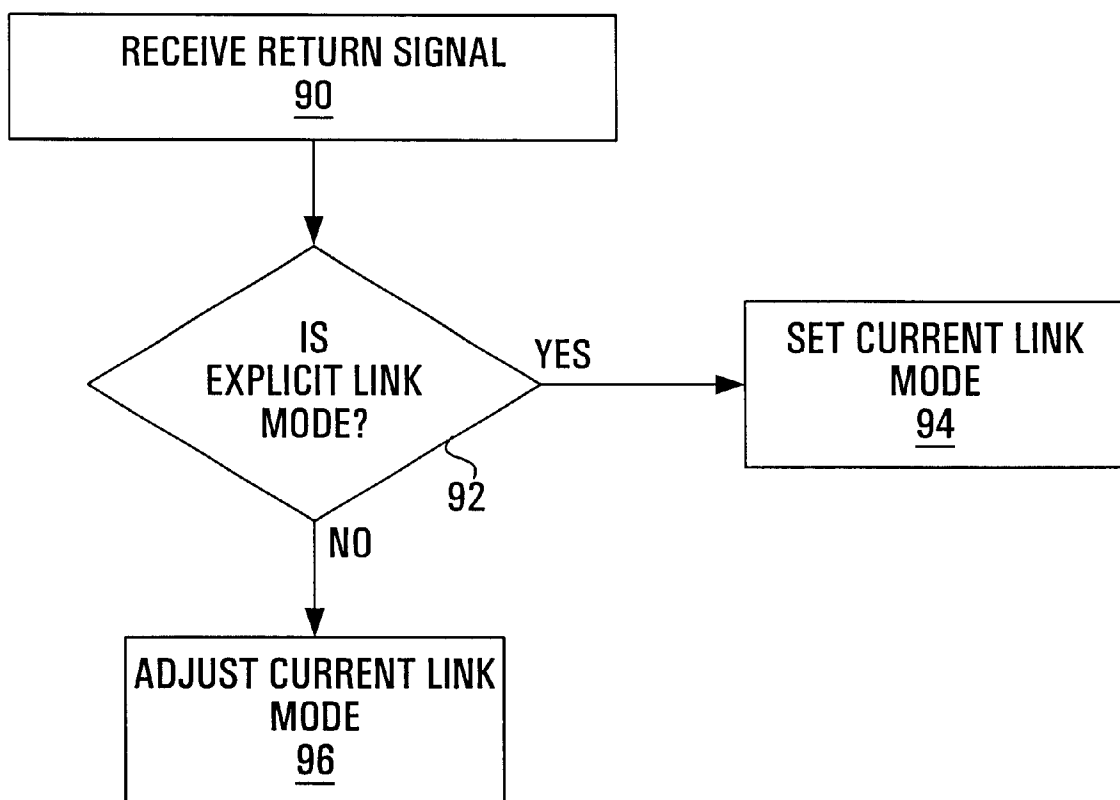 RECEIVE RETURN SIGNAL
90
IS
EXPLICIT LINK
MODE?
YES
92
SET CURRENT LINK
MODE
94
NO
ADJUST CURRENT LINK
MODE
96